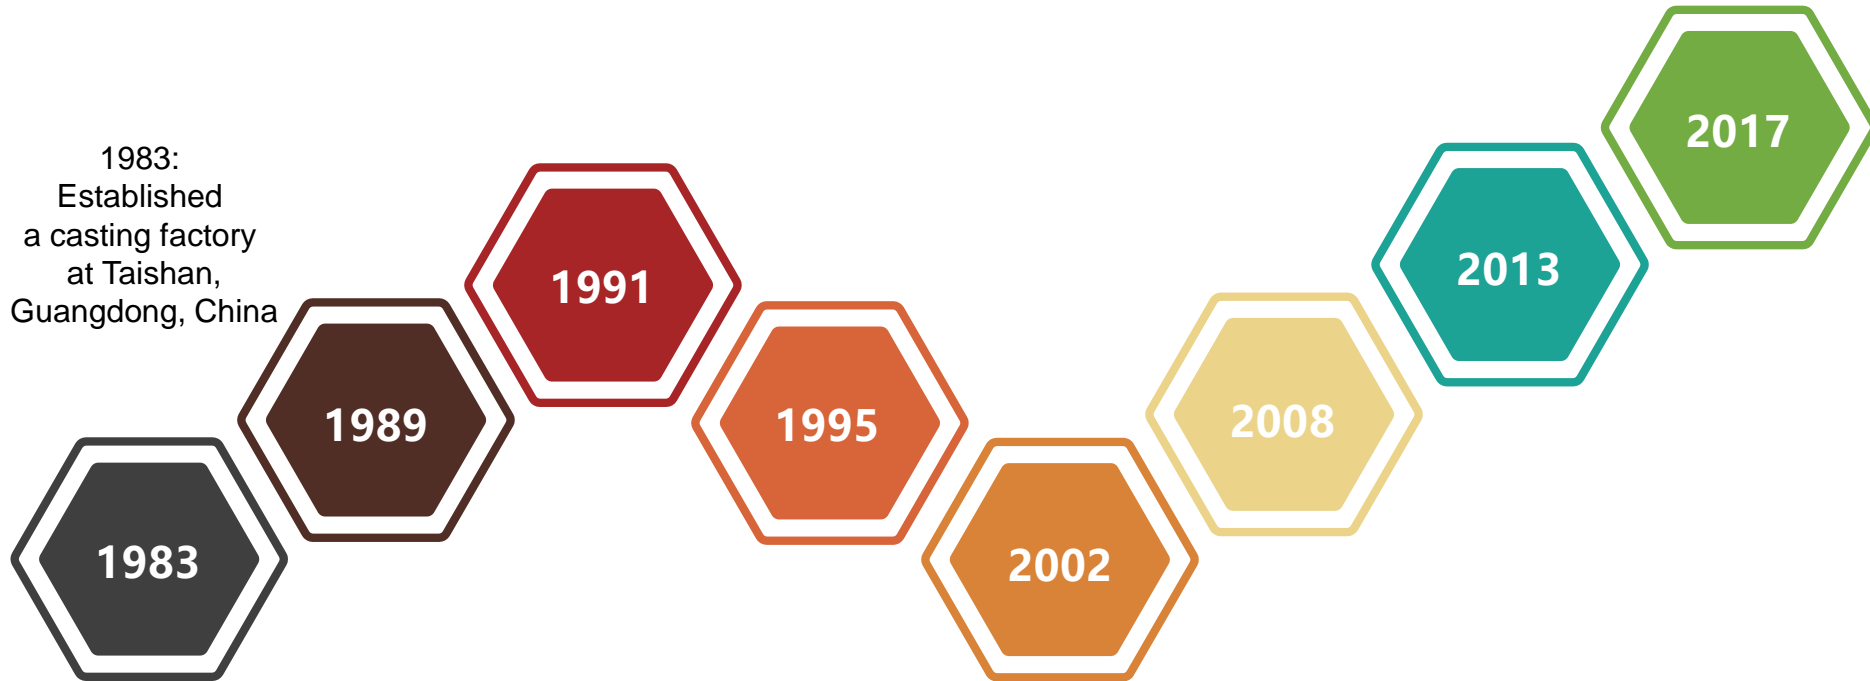 1983:
Established
a casting factory
at Taishan,
Guangdong, China
1983
1989
1991
1995
2002
2008
2013
2017